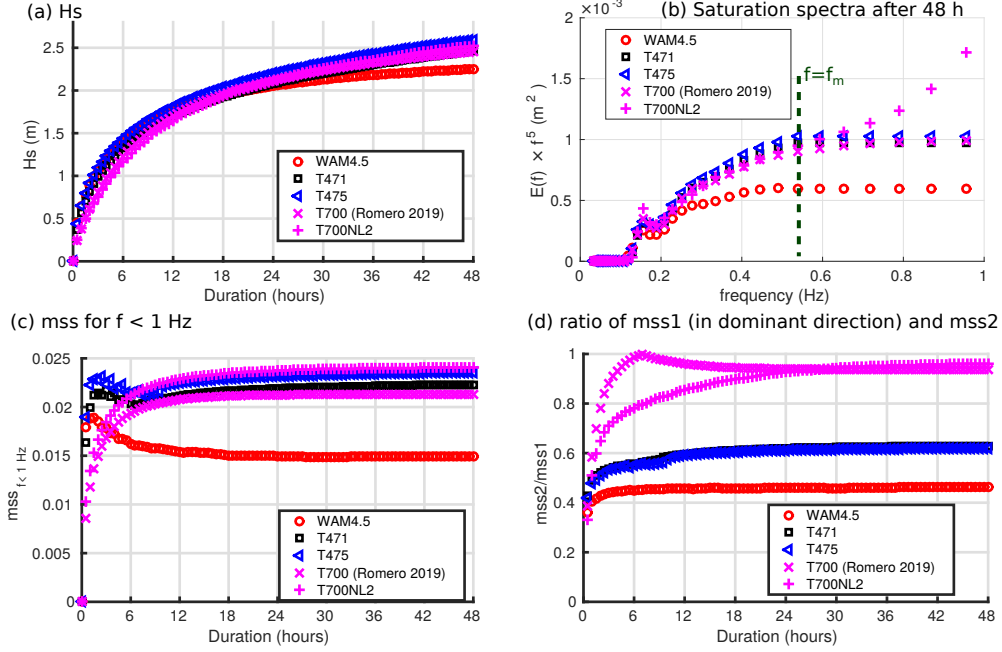 (a) Hs
3
2.5
2
1.5
1
0.5
0
Hs (m)
WAM4.5
T471
T475
T700 (Romero 2019)
T700NL2
0 6 12 18 24 30 36 42 48
Duration (hours)
(b) Saturation spectra after 48 h
2 × 10-3
1.5
1
0.5
0
E(f) × f5 (m2)
WAM4.5
T471
T475
T700 (Romero 2019)
T700NL2
f=fm
0 0.2 0.4 0.6 0.8 1
frequency (Hz)
(c) mss for f < 1 Hz
0.025
0.02
0.015
0.01
0.005
0
mss f< 1 Hz
WAM4.5
T471
T475
T700 (Romero 2019)
T700NL2
0 6 12 18 24 30 36 42 48
Duration (hours)
(d) ratio of mss1 (in dominant direction) and mss2
1
0.8
0.6
0.4
0.2
0
mss2/mss1
WAM4.5
T471
T475
T700 (Romero 2019)
T700NL2
0 6 12 18 24 30 36 42 48
Duration (hours)